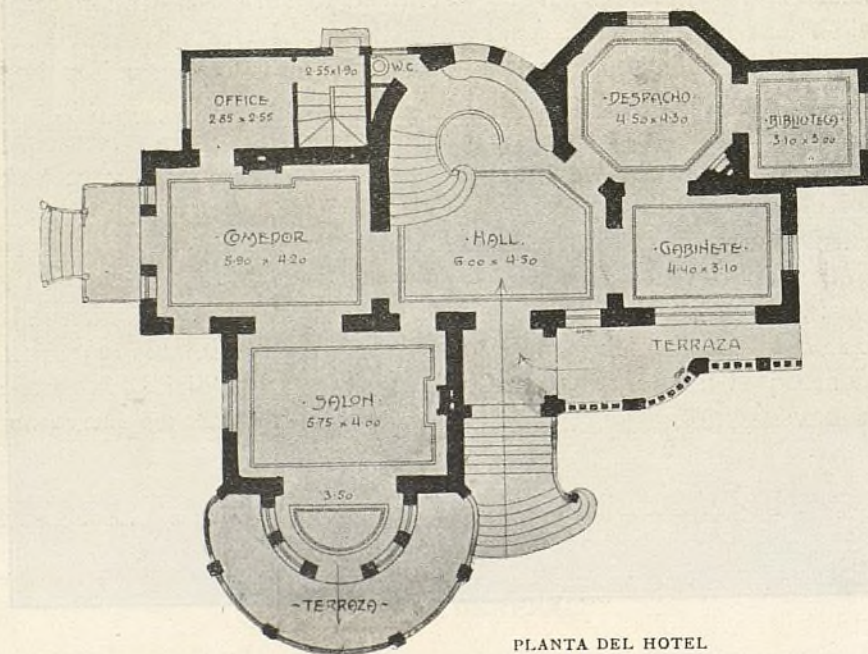 2.55x1.90
W.C.
OFFICE
2.85 x 2.55
·DESPACHO·
4.50 x 4.30
·BIBLIOTECA·
3.10 x 3.00
·COMEDOR·
5.90 x 4.20
·HALL·
6.00 x 4.50
·GABINETE·
4.40 x 3.10
TERRAZA
·SALON·
5.75 x 4.00
3.50
-TERRAZA-
PLANTA DEL HOTEL